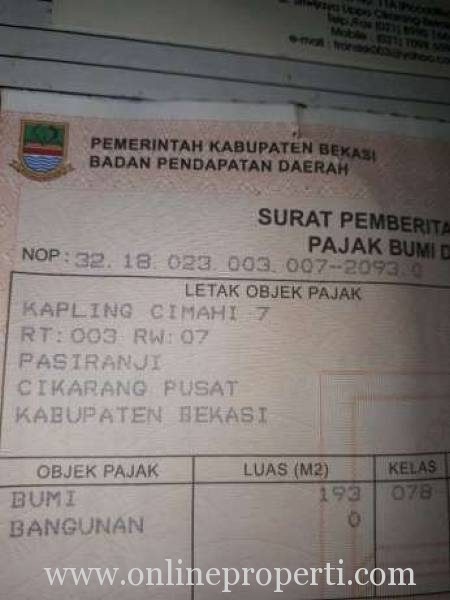 PEMERINTAH KABUPATEN BEKASI
BADAN PENDAPATAN DAERAH
SURAT PEMBERITA
PAJAK BUMI D
NOP : 32.18.023.003.007-2093.0
LETAK OBJEK PAJAK
KAPLING CIMAHI 7
RT:003 RW:07
PASIRANJI
CIKARANG PUSAT
KABUPATEN BEKASI
OBJEK PAJAK LUAS (M2) KELAS
BUMI 193 078
BANGUNAN 0
www.onlineproperti.com